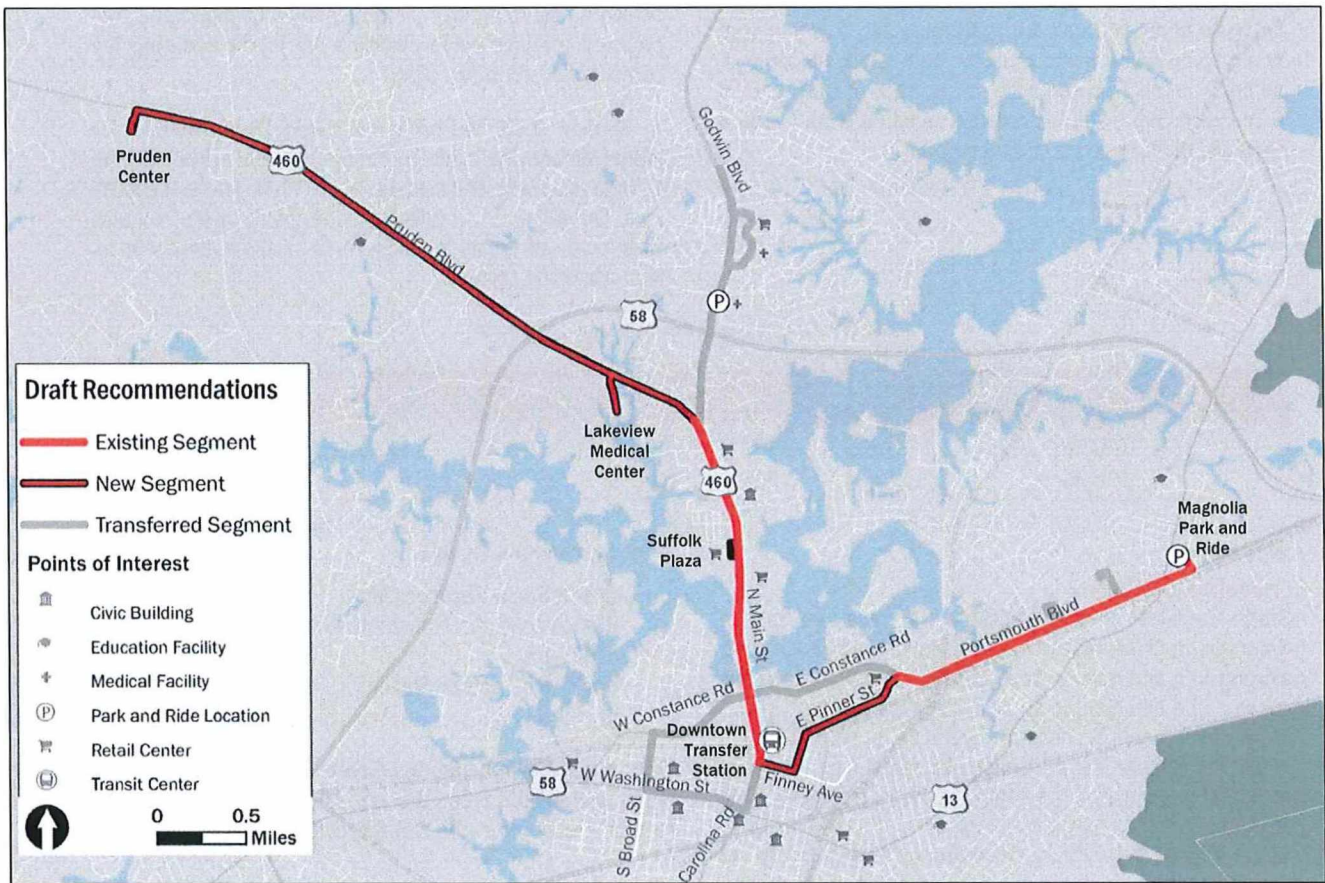 Godwin Blvd
Pruden
Center
460
Pruden Blvd
58
P
Draft Recommendations
Existing Segment
New Segment
Transferred Segment
Points of Interest
Civic Building
Education Facility
Medical Facility
P
Park and Ride Location
Retail Center
Transit Center
0 0.5
Miles
Lakeview
Medical
Center
460
Suffolk
Plaza
N Main St
Magnolia
Park and
Ride
P
Portsmouth Blvd
E Constance Rd
W Constance Rd
E Pinner St
Downtown
Transfer
Station
Finney Ave
W Washington St
58
13
S Broad St
Carolina Rd